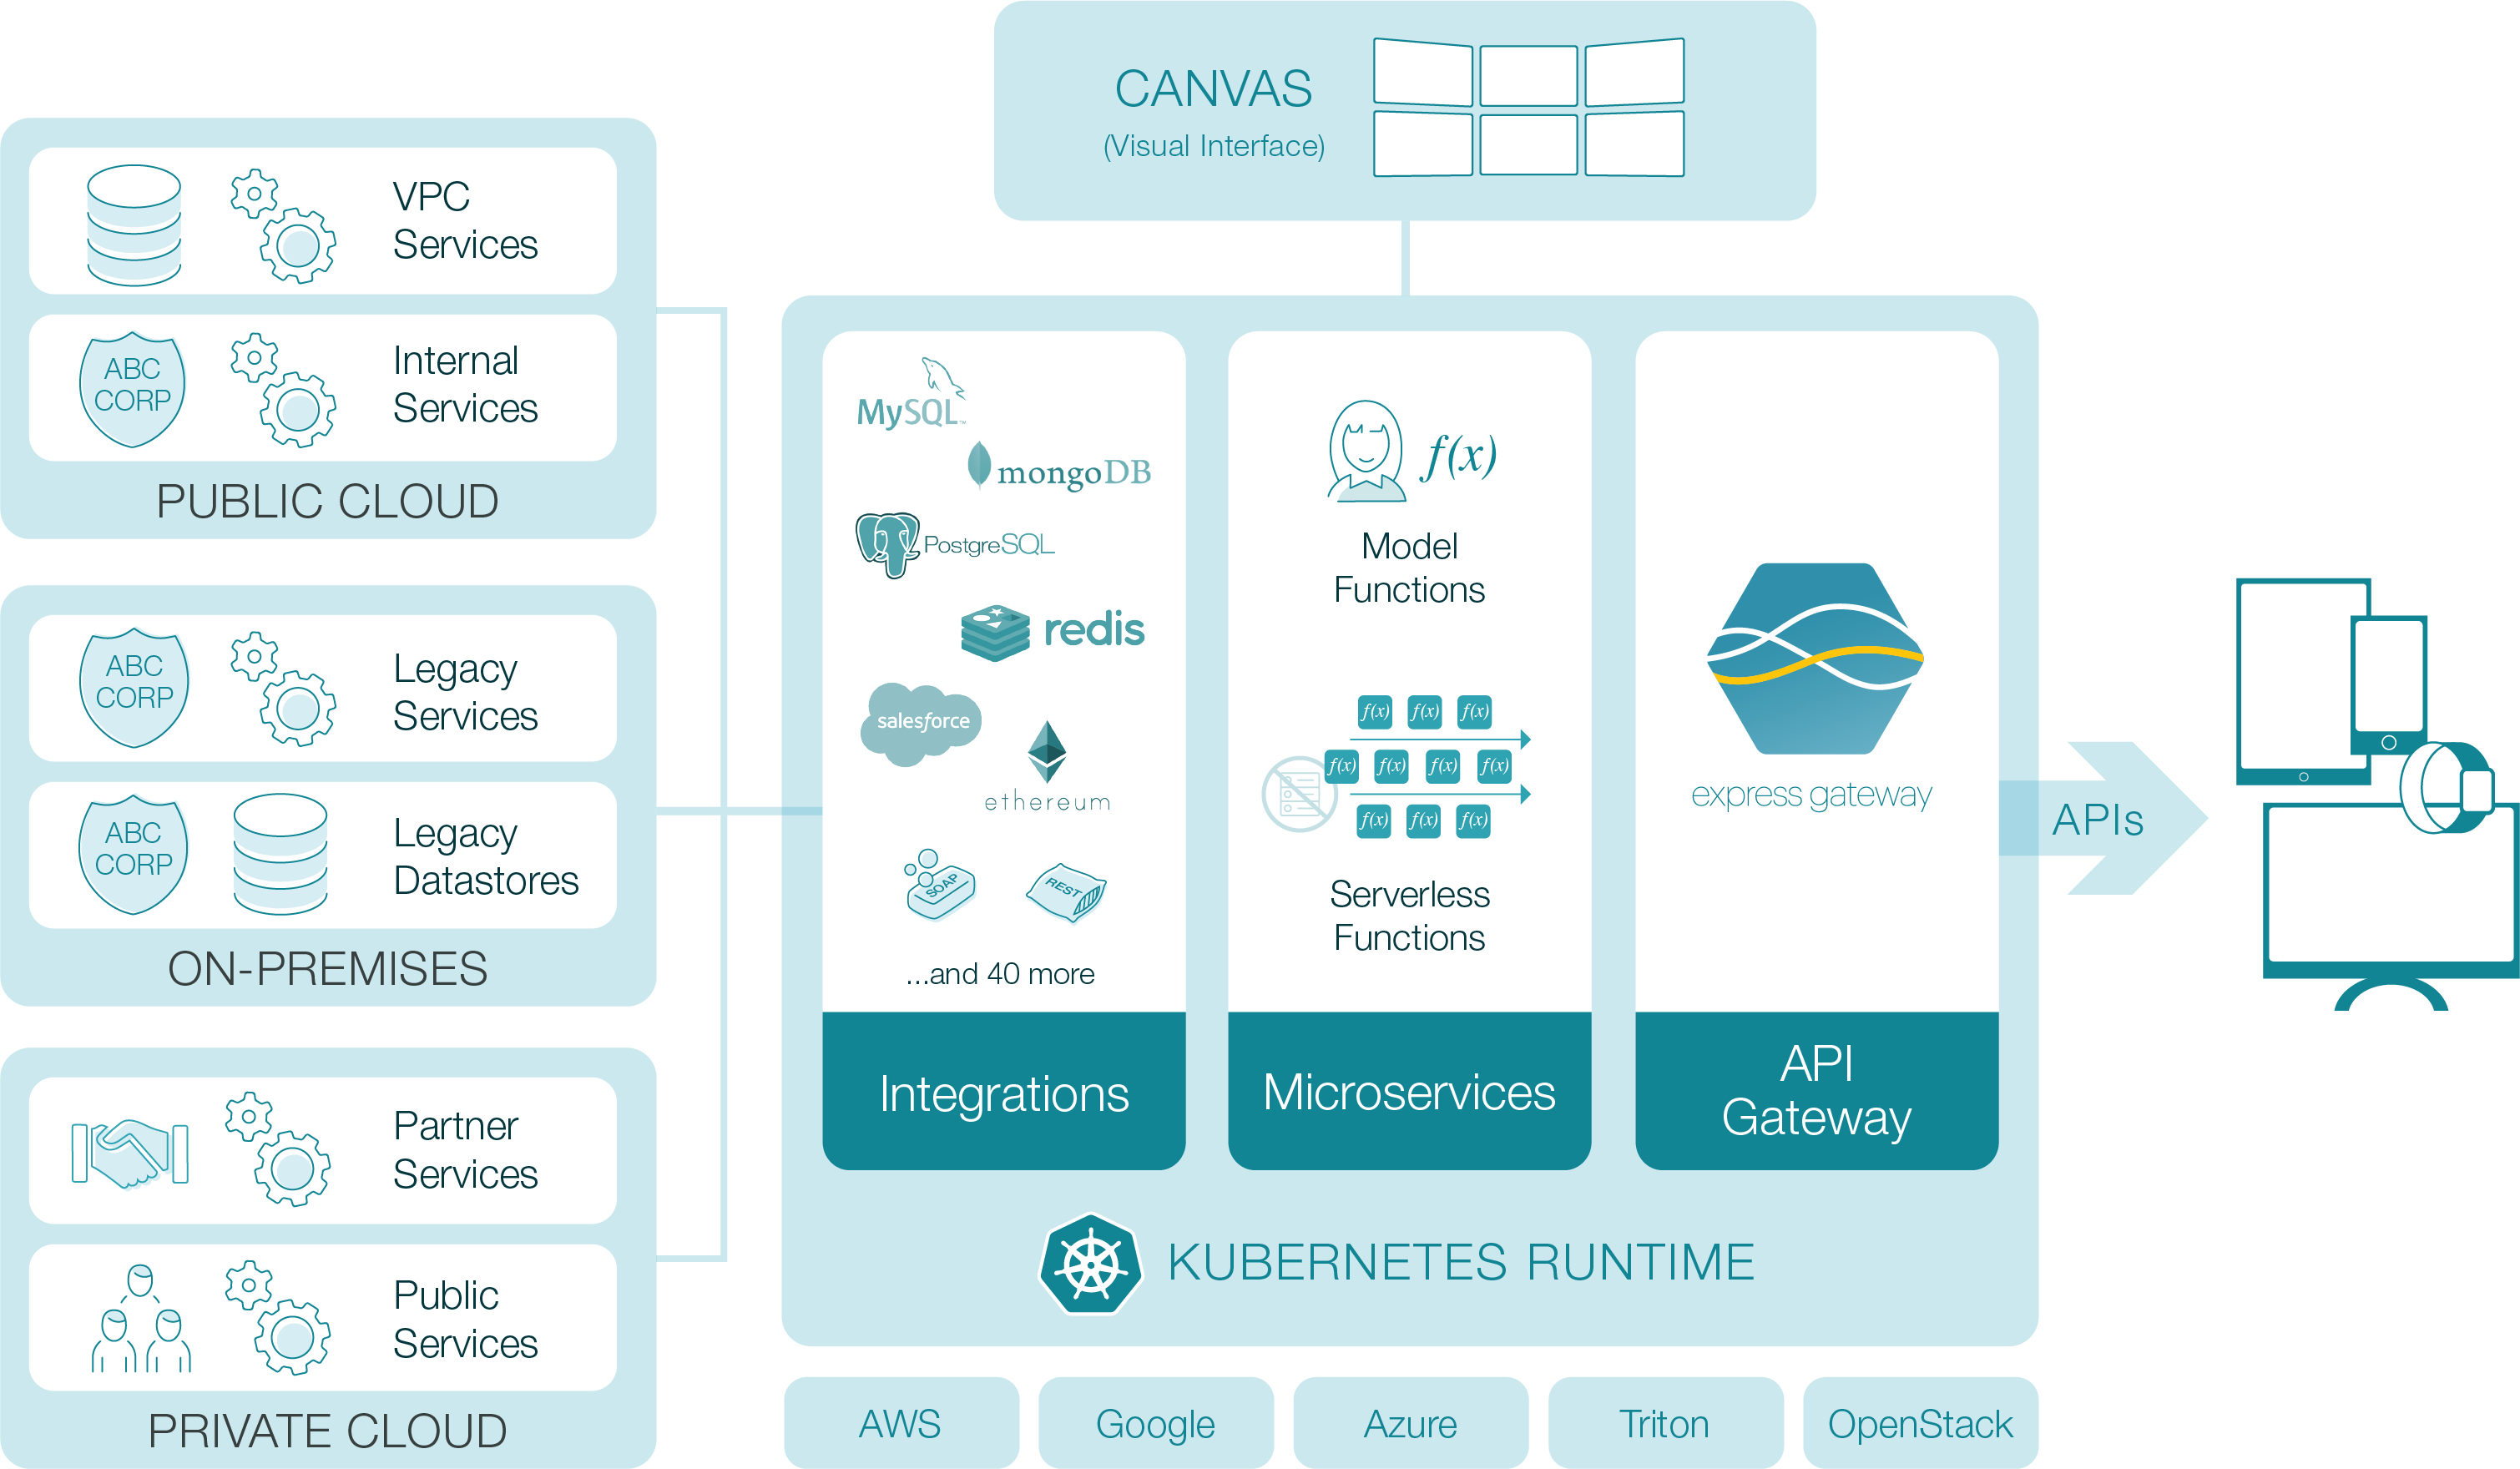 CANVAS
(Visual Interface)
VPC
Services
ABC
CORP
Internal
Services
PUBLIC CLOUD
ABC
CORP
Legacy
Services
ABC
CORP
Legacy
Datastores
ON-PREMISES
Partner
Services
Public
Services
PRIVATE CLOUD
MySQL™
mongoDB
PostgreSQL
redis
salesforce
ethereum
SOAP
REST
...and 40 more
Integrations
f(x)
Model
Functions
f(x) f(x) f(x)
f(x) f(x) f(x) f(x)
f(x) f(x) f(x)
Serverless
Functions
Microservices
express gateway
API
Gateway
KUBERNETES RUNTIME
APIs
AWS
Google
Azure
Triton
OpenStack